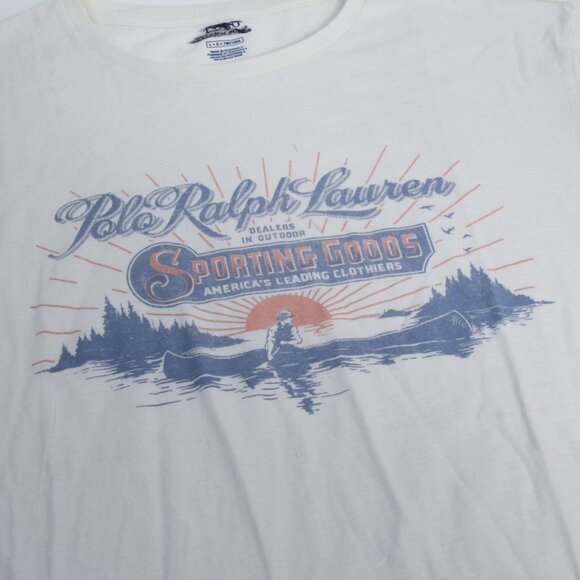 Polo Ralph Lauren
DEALERS
IN OUTDOOR
SPORTING GOODS
AMERICA'S LEADING CLOTHIERS